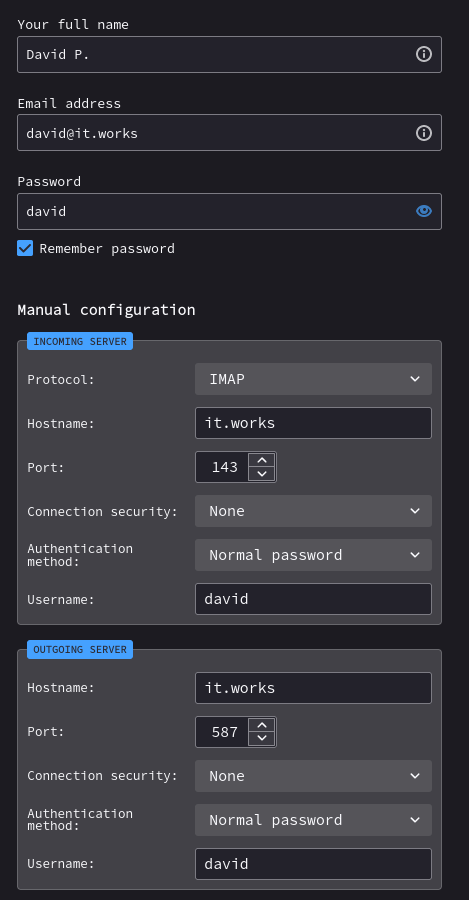 Your full name
David P.
Email address
david@it.works
Password
david
Remember password
Manual configuration
INCOMING SERVER
Protocol: IMAP
Hostname: it.works
Port: 143
Connection security: None
Authentication
method: Normal password
Username: david
OUTGOING SERVER
Hostname: it.works
Port: 587
Connection security: None
Authentication
method: Normal password
Username: david